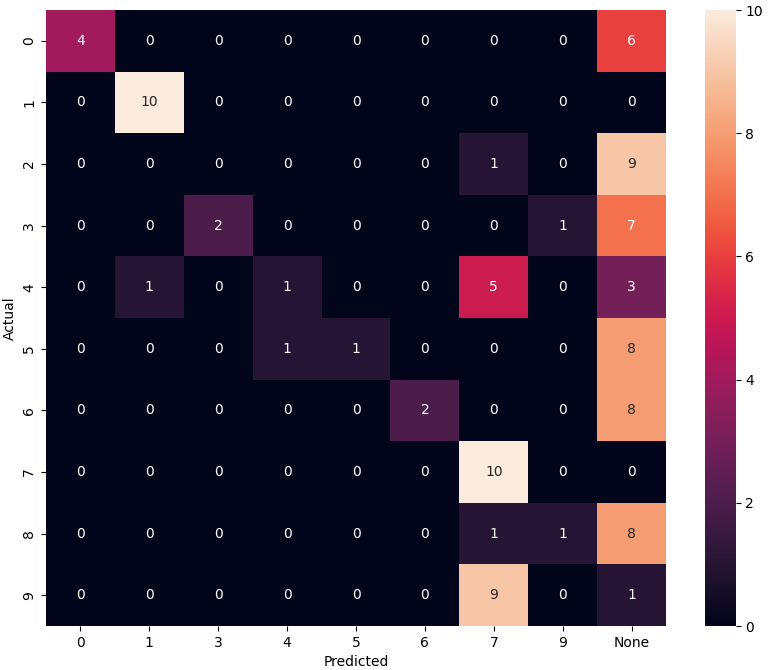 0 4 0 0 0 0 0 0 0 6
1 0 10 0 0 0 0 0 0 0
2 0 0 0 0 0 0 1 0 9
3 0 0 2 0 0 0 0 1 7
4 0 1 0 1 0 0 5 0 3
5 0 0 0 1 1 0 0 0 8
6 0 0 0 0 0 2 0 0 8
7 0 0 0 0 0 0 10 0 0
8 0 0 0 0 0 0 1 1 8
9 0 0 0 0 0 0 9 0 1
0 1 3 4 5 6 7 9 None
Predicted
Actual
10
8
6
4
2
0